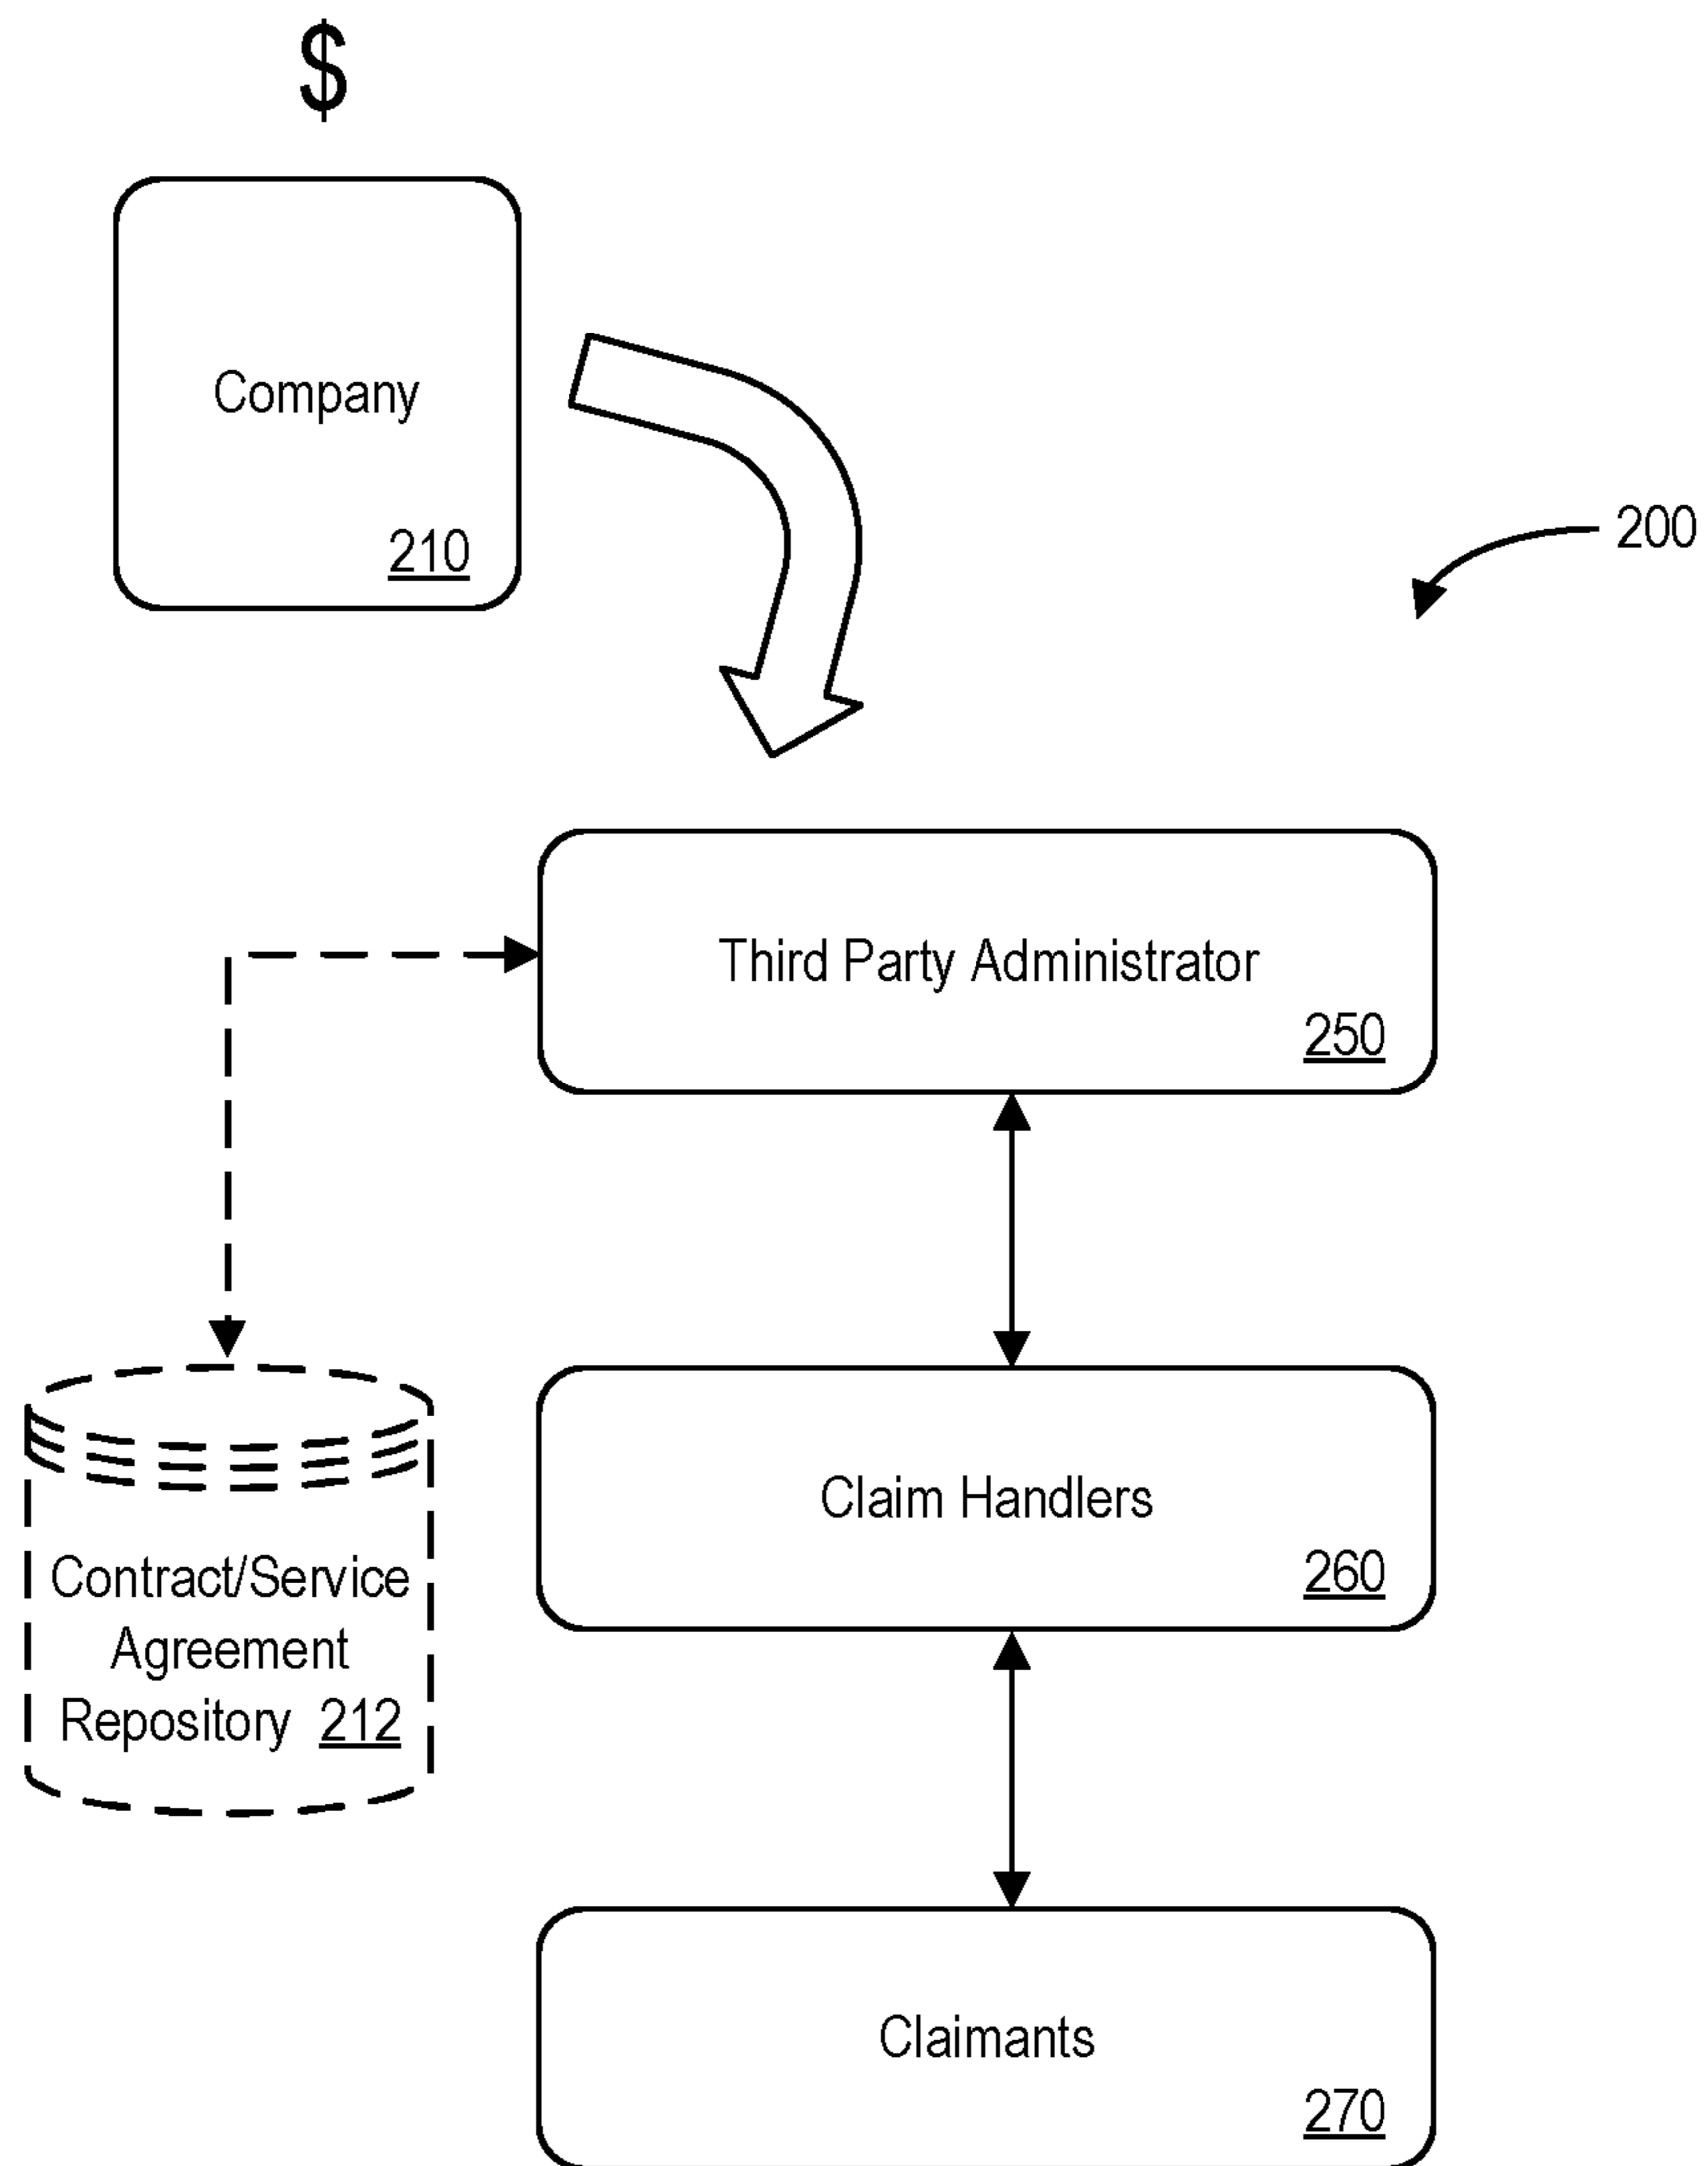 $
Company
210
200
Third Party Administrator
250
Claim Handlers
260
Contract/Service
Agreement
Repository 212
Claimants
270